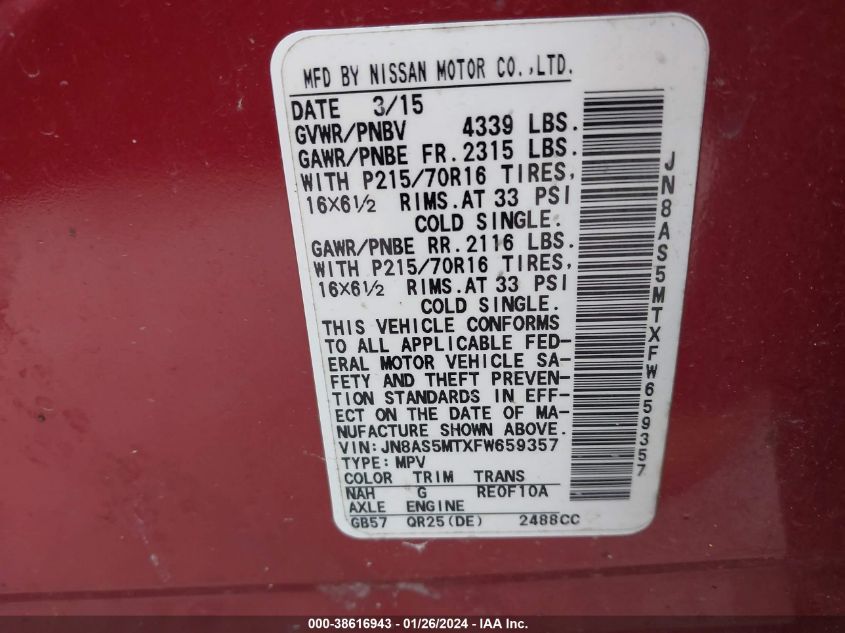 MFD BY NISSAN MOTOR CO.,LTD.
DATE 3/15
GVWR/PNBV 4339 LBS.
GAWR/PNBE FR.2315 LBS.
WITH P215/70R16 TIRES,
16X6½ RIMS.AT 33 PSI
COLD SINGLE.
GAWR/PNBE RR.2116 LBS.
WITH P215/70R16 TIRES,
16X6½ RIMS.AT 33 PSI
COLD SINGLE.
THIS VEHICLE CONFORMS
TO ALL APPLICABLE FED-
ERAL MOTOR VEHICLE SA-
FETY AND THEFT PREVEN-
TION STANDARDS IN EFF-
ECT ON THE DATE OF MA-
NUFACTURE SHOWN ABOVE.
VIN:JN8AS5MTXFW659357
TYPE:MPV
COLOR TRIM TRANS
NAH G RE0F10A
AXLE ENGINE
GB57 QR25(DE) 2488CC
JN8AS5MTXFW659357
000-38616943 - 01/26/2024 - IAAI - Copyright 2024 - IAA, Inc.